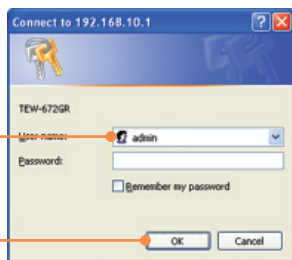 Connect to 192.168.10.1
TEW-672GR
User name:
admin
Password:
Remember my password
OK
Cancel